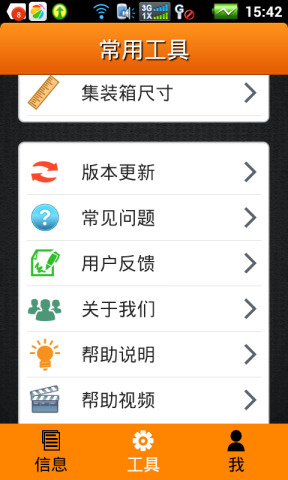 8
3G
1X
G
15:42
常用工具
集装箱尺寸
版本更新
?
常见问题
用户反馈
关于我们
帮助说明
帮助视频
信息
工具
我